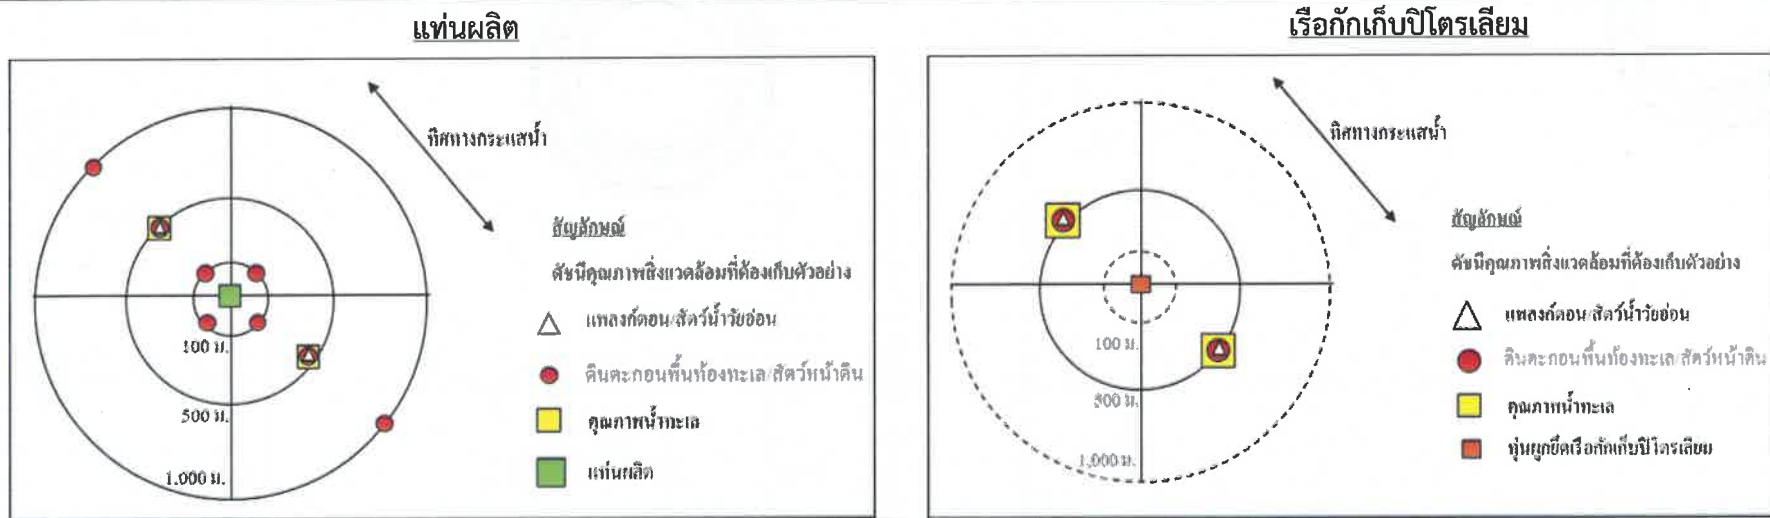 แท่นผลิต
ทิศทางกระแสน้ำ
สัญลักษณ์
ดัชนีคุณภาพสิ่งแวดล้อมที่ต้องเก็บตัวอย่าง
แพลงก์ตอน/สัตว์น้ำวัยอ่อน
ดินตะกอนพื้นท้องทะเล/สัตว์หน้าดิน
คุณภาพน้ำทะเล
แท่นผลิต
100 ม.
500 ม.
1,000 ม.
เรือกักเก็บปิโตรเลียม
ทิศทางกระแสน้ำ
สัญลักษณ์
ดัชนีคุณภาพสิ่งแวดล้อมที่ต้องเก็บตัวอย่าง
แพลงก์ตอน/สัตว์น้ำวัยอ่อน
ดินตะกอนพื้นท้องทะเล/สัตว์หน้าดิน
คุณภาพน้ำทะเล
ทุ่นผูกยึดเรือกักเก็บปิโตรเลียม
100 ม.
500 ม.
1,000 ม.